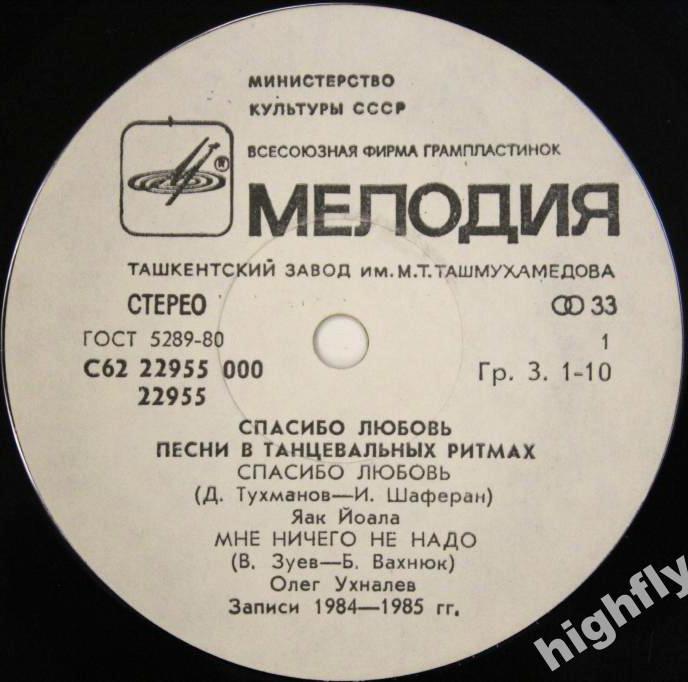 МИНИСТЕРСТВО
КУЛЬТУРЫ СССР
ВСЕСОЮЗНАЯ ФИРМА ГРАМПЛАСТИНОК
®
МЕЛОДИЯ
ТАШКЕНТСКИЙ ЗАВОД ИМ. М.Т.ТАШМУХАМЕДОВА
СТЕРЕО 33
ГОСТ 5289-80 1
С62 22955 000 Гр. 3. 1-10
22955
СПАСИБО ЛЮБОВЬ
ПЕСНИ В ТАНЦЕВАЛЬНЫХ РИТМАХ
СПАСИБО ЛЮБОВЬ
(Д. Тухманов—И. Шаферан)
Яак Йоала
МНЕ НИЧЕГО НЕ НАДО
(В. Зуев—Б. Вахнюк)
Олег Ухналев
Записи 1984—1985 гг.
highfly